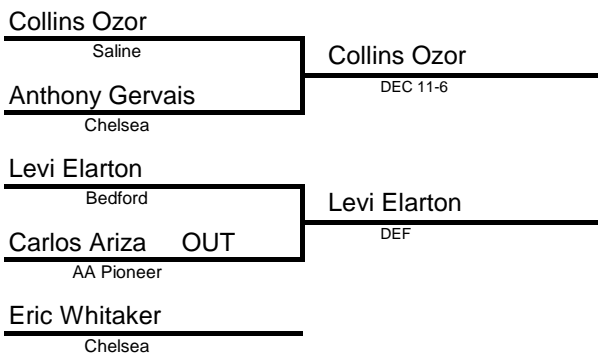 Collins Ozor
Saline
Collins Ozor
DEC 11-6
Anthony Gervais
Chelsea
Levi Elarton
Bedford
Levi Elarton
DEF
Carlos Ariza OUT
AA Pioneer
Eric Whitaker
Chelsea